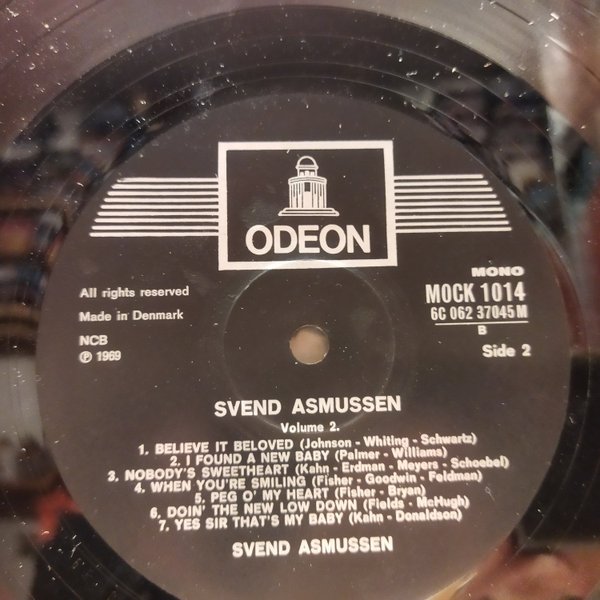 ODEON
MONO
MOCK 1014
6C 062 37045 M
B
Side 2
All rights reserved
Made in Denmark
NCB
℗ 1969
SVEND ASMUSSEN
Volume 2.
1. BELIEVE IT BELOVED (Johnson - Whiting - Schwartz)
2. I FOUND A NEW BABY (Palmer - Williams)
3. NOBODY'S SWEETHEART (Kahn - Erdman - Meyers - Schoebel)
4. WHEN YOU'RE SMILING (Fisher - Goodwin - Feldman)
5. PEG O' MY HEART (Fisher - Bryan)
6. DOIN' THE NEW LOW DOWN (Fields - McHugh)
7. YES SIR THAT'S MY BABY (Kahn - Donaldson)
SVEND ASMUSSEN